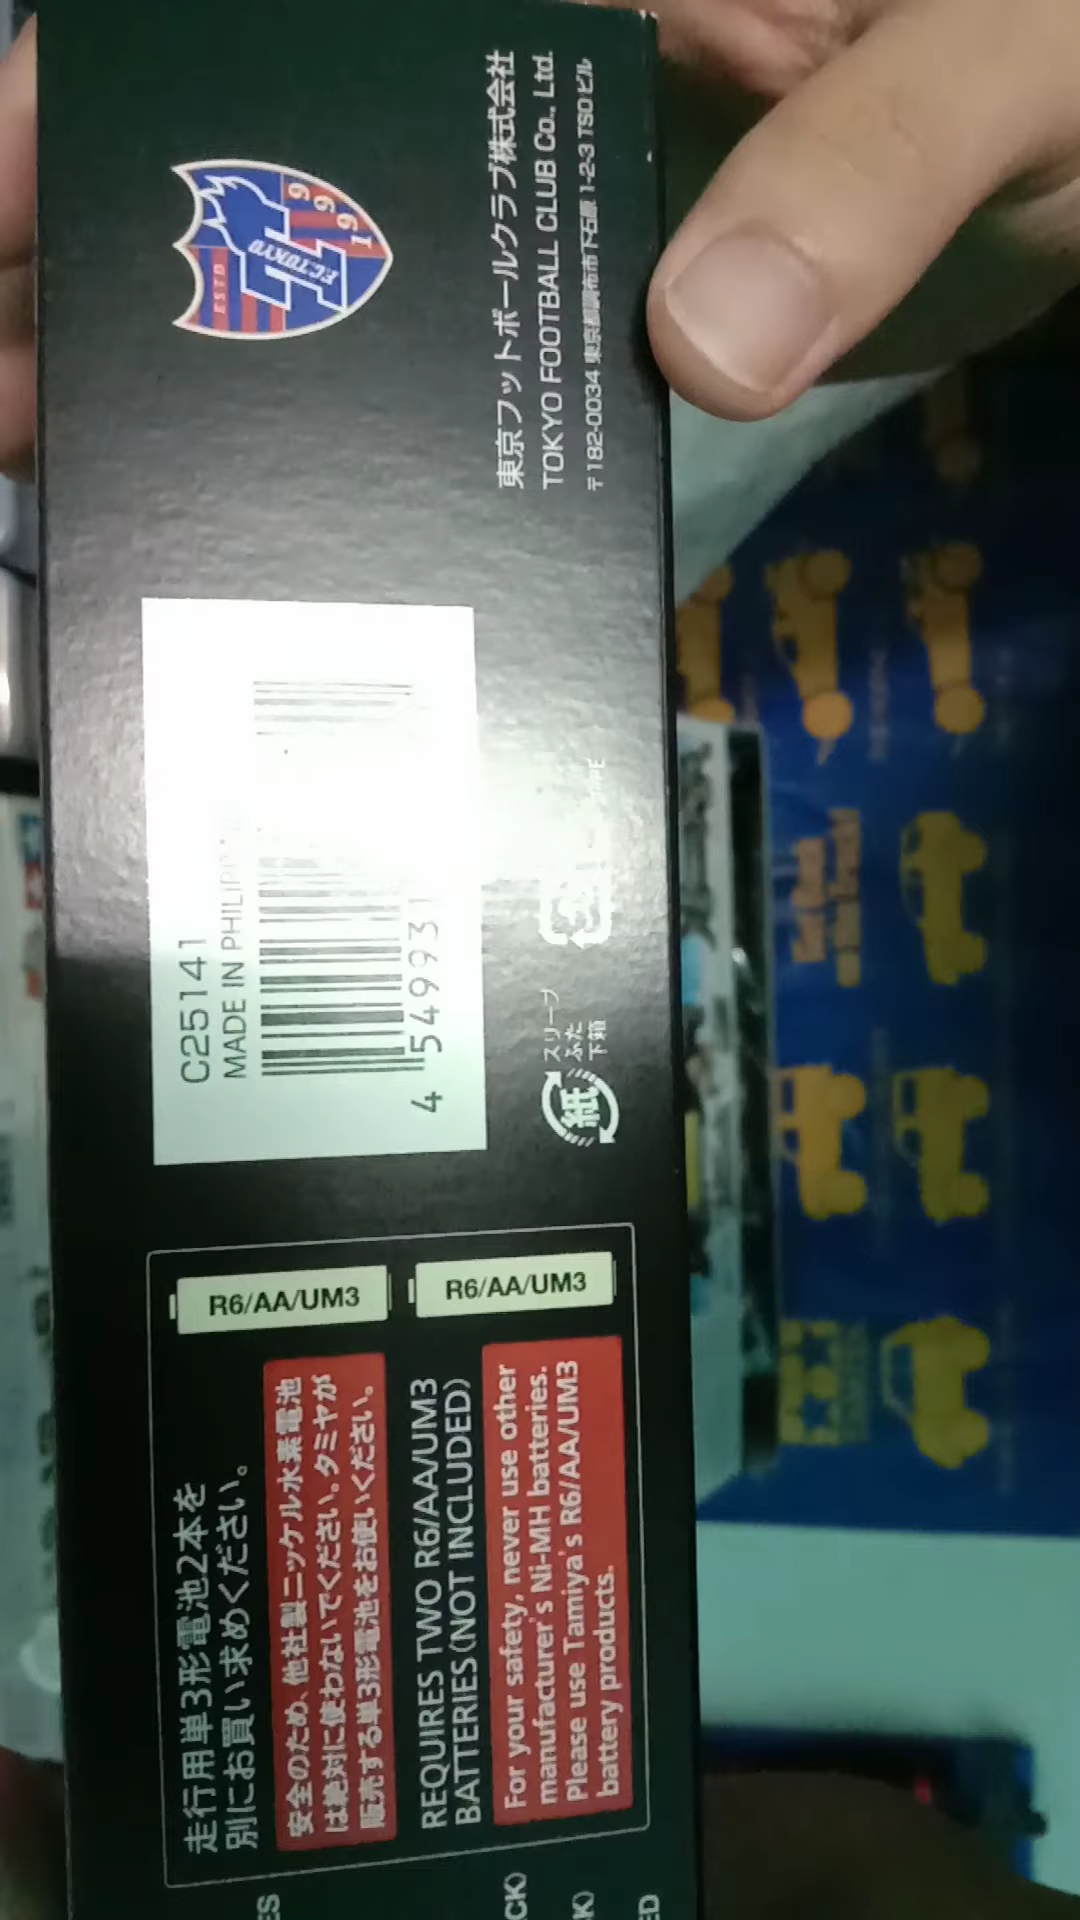 走行用単3形電池2本を
別にお買い求めください。
安全のため、他社製ニッケル水素電池
は絶対に使わないでください。タミヤが
販売する単3形電池をお使いください。
REQUIRES TWO R6/AA/UM3
BATTERIES (NOT INCLUDED)
For your safety, never use other
manufacturer's Ni-MH batteries.
Please use Tamiya's R6/AA/UM3
battery products.
R6/AA/UM3
R6/AA/UM3
C25141
MADE IN
4 549931
紙
スリーブ
ふた
下箱
ESTD
1999
F.C.TOKYO
東京フットボールクラブ株式会社
TOKYO FOOTBALL CLUB Co., Ltd.
〒182-0034 東京都調布市下石原 1-2-3 TSOビル
ES
CK)
K)
ED